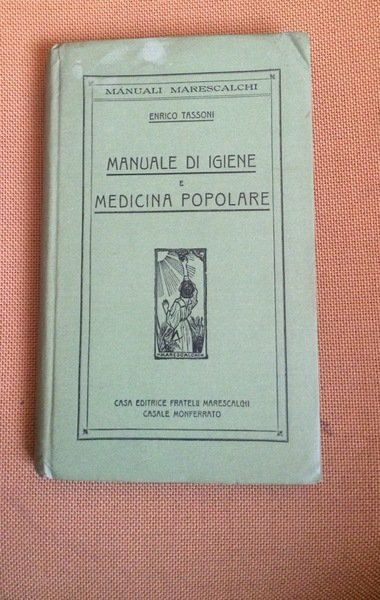 MANUALI MARESCALCHI
ENRICO TASSONI
MANUALE DI IGIENE
E
MEDICINA POPOLARE
MARESCALCHI
CASA EDITRICE FRATELLI MARESCALCHI
CASALE MONFERRATO